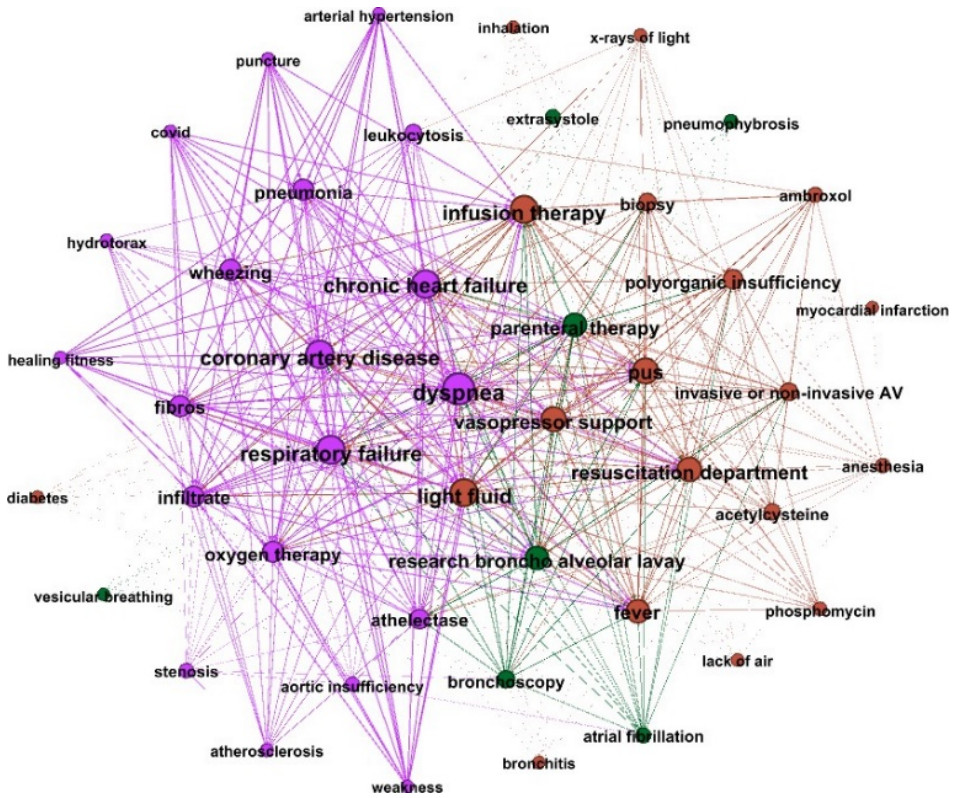 arterial hypertension
inhalation
x-rays of light
puncture
extrasystole
pneumophybrosis
covid
leukocytosis
pneumonia
infusion therapy
biopsy
ambroxol
hydrotorax
wheezing
chronic heart failure
polyorganic insufficiency
myocardial infarction
parenteral therapy
healing fitness
coronary artery disease
pus
dyspnea
invasive or non-invasive AV
fibros
vasopressor support
respiratory failure
resuscitation department
anesthesia
diabetes
infiltrate
light fluid
acetylcysteine
oxygen therapy
research broncho alveolar lavay
vesicular breathing
athelectase
fever
phosphomycin
stenosis
aortic insufficiency
bronchoscopy
lack of air
atherosclerosis
atrial fibrillation
bronchitis
weakness